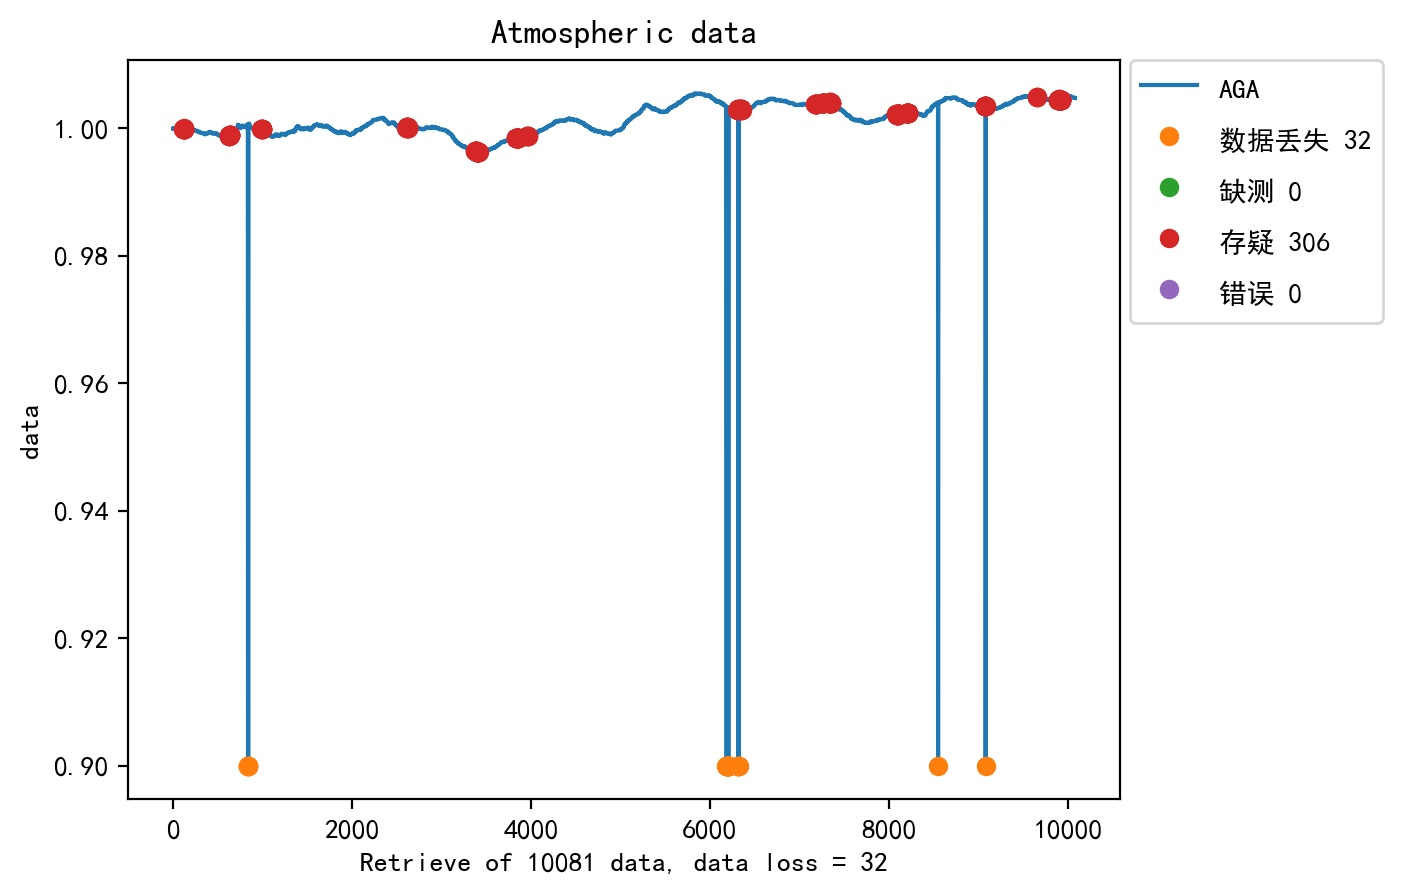 Atmospheric data
AGA
数据丢失 32
缺测 0
存疑 306
错误 0
1.00
0.98
0.96
0.94
0.92
0.90
data
0 2000 4000 6000 8000 10000
Retrieve of 10081 data, data loss = 32